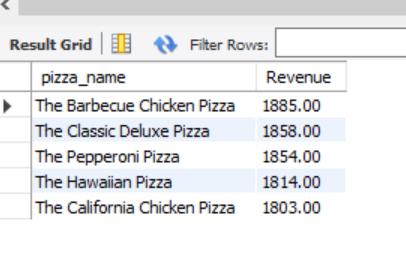 Result Grid Filter Rows:
pizza_name Revenue
The Barbecue Chicken Pizza 1885.00
The Classic Deluxe Pizza 1858.00
The Pepperoni Pizza 1854.00
The Hawaiian Pizza 1814.00
The California Chicken Pizza 1803.00